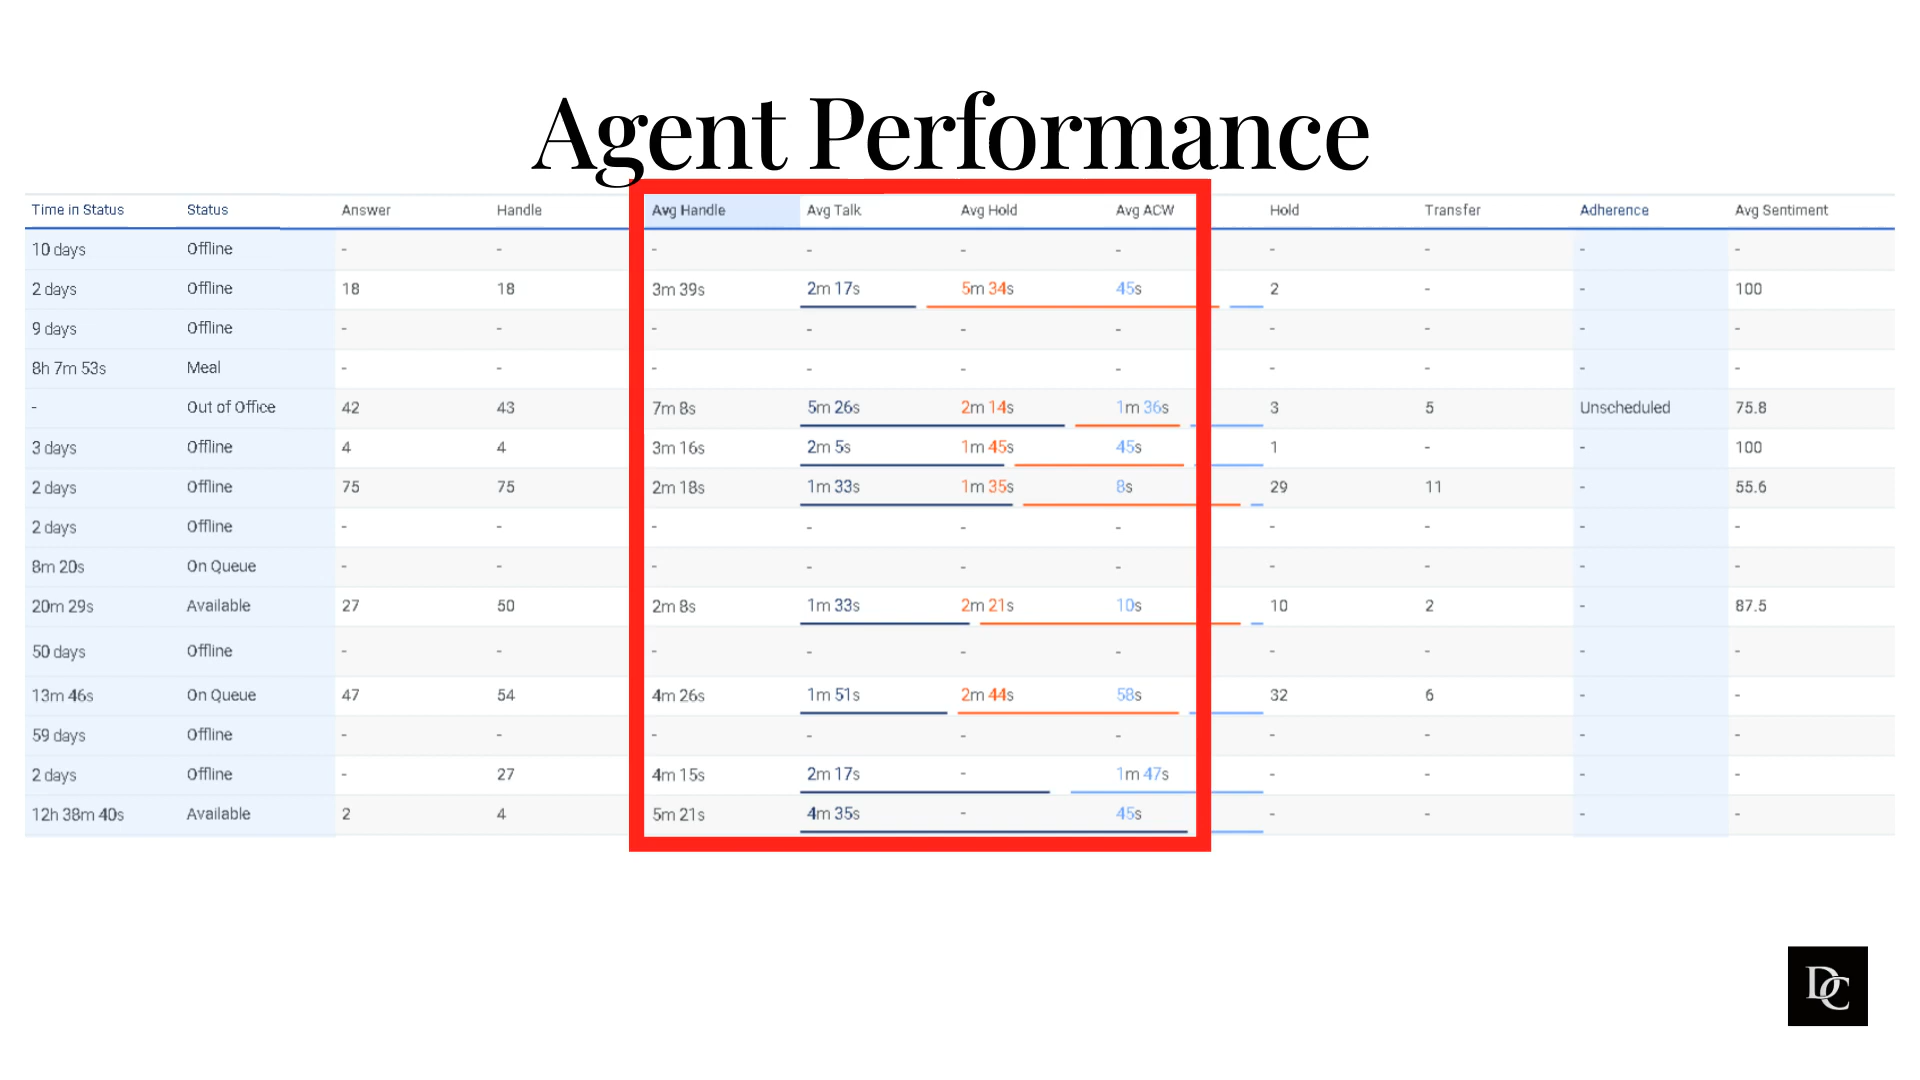 Agent Performance
Time in Status Status Answer Handle Avg Handle Avg Talk Avg Hold Avg ACW Hold Transfer Adherence Avg Sentiment
10 days Offline - - - - - - - - - -
2 days Offline 18 18 3m 39s 2m 17s 5m 34s 45s 2 - - 100
9 days Offline - - - - - - - - - -
8h 7m 53s Meal - - - - - - - - - -
- Out of Office 42 43 7m 8s 5m 26s 2m 14s 1m 36s 3 5 Unscheduled 75.8
3 days Offline 4 4 3m 16s 2m 5s 1m 45s 45s 1 - - 100
2 days Offline 75 75 2m 18s 1m 33s 1m 35s 8s 29 11 - 55.6
2 days Offline - - - - - - - - - -
8m 20s On Queue - - - - - - - - - -
20m 29s Available 27 50 2m 8s 1m 33s 2m 21s 10s 10 2 - 87.5
50 days Offline - - - - - - - - - -
13m 46s On Queue 47 54 4m 26s 1m 51s 2m 44s 58s 32 6 - -
59 days Offline - - - - - - - - - -
2 days Offline - 27 4m 15s 2m 17s - 1m 47s - - - -
12h 38m 40s Available 2 4 5m 21s 4m 35s - 45s - - - -
DC